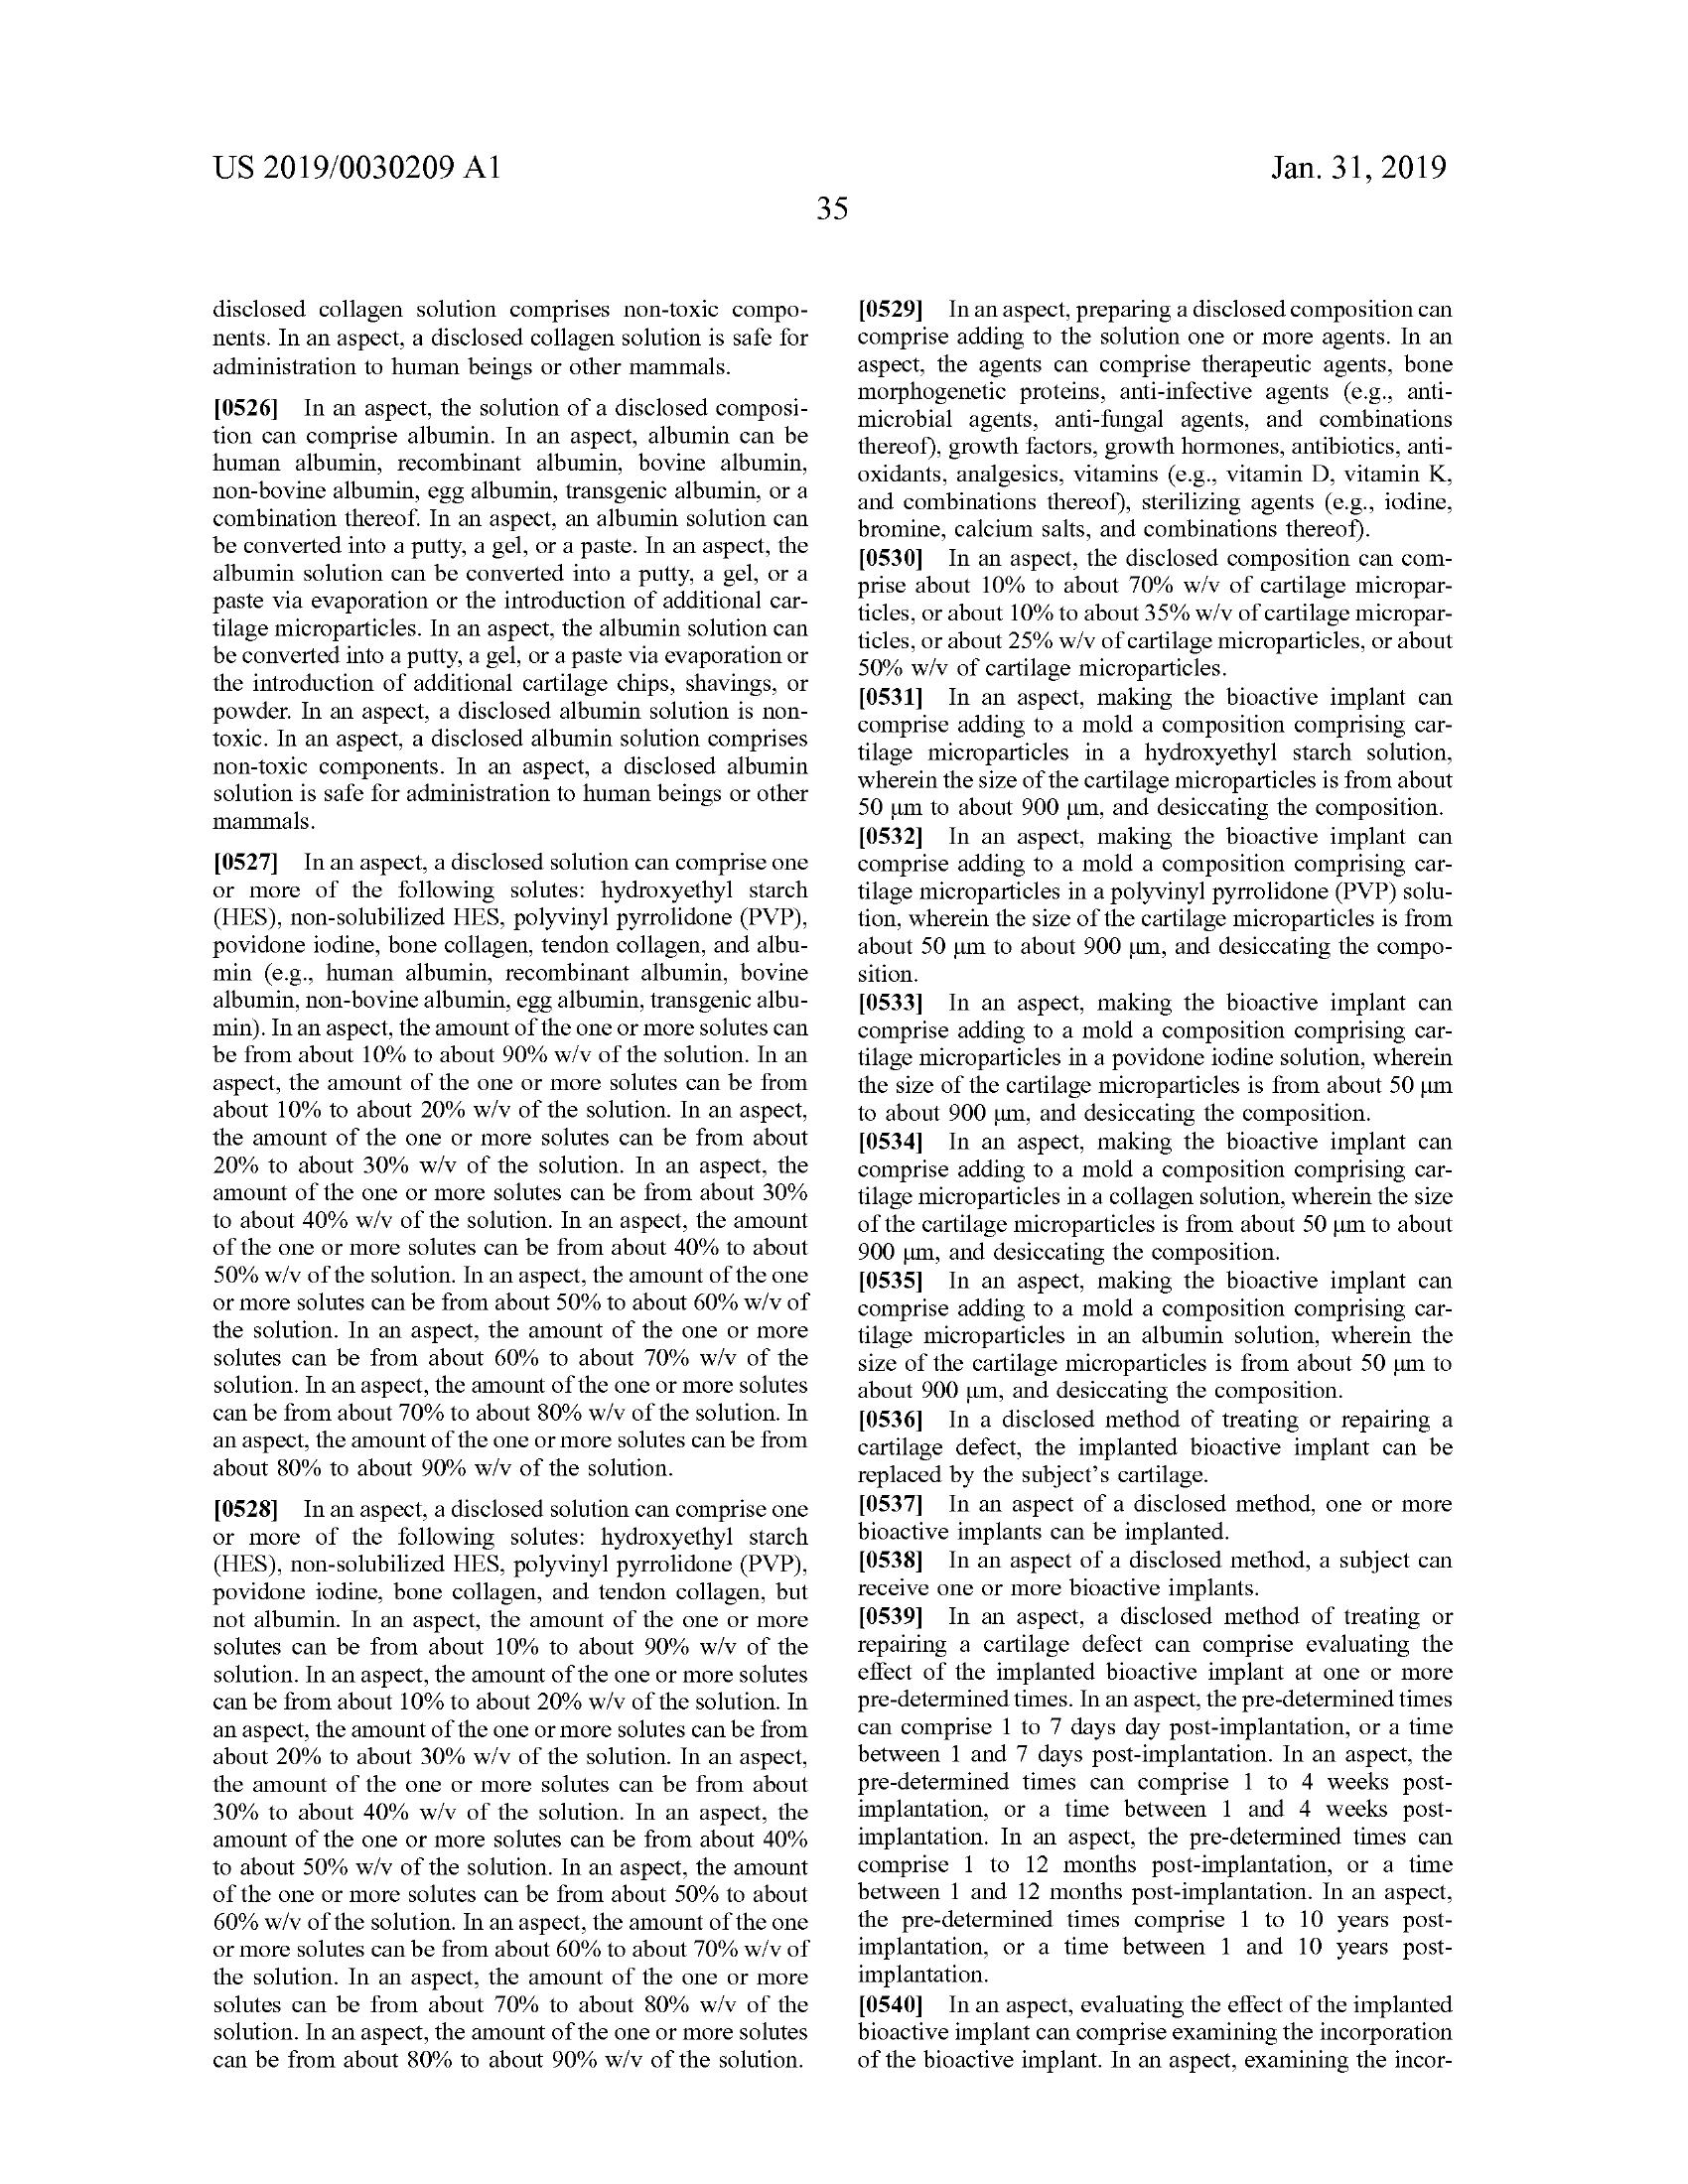 US 2019/0030209 A1
Jan. 31, 2019
35
disclosed collagen solution comprises non-toxic compo-
nents. In an aspect, a disclosed collagen solution is safe for
administration to human beings or other mammals.
[0526] In an aspect, the solution of a disclosed composi-
tion can comprise albumin. In an aspect, albumin can be
human albumin, recombinant albumin, bovine albumin,
non-bovine albumin, egg albumin, transgenic albumin, or a
combination thereof. In an aspect, an albumin solution can
be converted into a putty, a gel, or a paste. In an aspect, the
albumin solution can be converted into a putty, a gel, or a
paste via evaporation or the introduction of additional car-
tilage microparticles. In an aspect, the albumin solution can
be converted into a putty, a gel, or a paste via evaporation or
the introduction of additional cartilage chips, shavings, or
powder. In an aspect, a disclosed albumin solution is non-
toxic. In an aspect, a disclosed albumin solution comprises
non-toxic components. In an aspect, a disclosed albumin
solution is safe for administration to human beings or other
mammals.
[0527] In an aspect, a disclosed solution can comprise one
or more of the following solutes: hydroxyethyl starch
(HES), non-solubilized HES, polyvinyl pyrrolidone (PVP),
povidone iodine, bone collagen, tendon collagen, and albu-
min (e.g., human albumin, recombinant albumin, bovine
albumin, non-bovine albumin, egg albumin, transgenic albu-
min). In an aspect, the amount of the one or more solutes can
be from about 10% to about 90% w/v of the solution. In an
aspect, the amount of the one or more solutes can be from
about 10% to about 20% w/v of the solution. In an aspect,
the amount of the one or more solutes can be from about
20% to about 30% w/v of the solution. In an aspect, the
amount of the one or more solutes can be from about 30%
to about 40% w/v of the solution. In an aspect, the amount
of the one or more solutes can be from about 40% to about
50% w/v of the solution. In an aspect, the amount of the one
or more solutes can be from about 50% to about 60% w/v of
the solution. In an aspect, the amount of the one or more
solutes can be from about 60% to about 70% w/v of the
solution. In an aspect, the amount of the one or more solutes
can be from about 70% to about 80% w/v of the solution. In
an aspect, the amount of the one or more solutes can be from
about 80% to about 90% w/v of the solution.
[0528] In an aspect, a disclosed solution can comprise one
or more of the following solutes: hydroxyethyl starch
(HES), non-solubilized HES, polyvinyl pyrrolidone (PVP),
povidone iodine, bone collagen, and tendon collagen, but
not albumin. In an aspect, the amount of the one or more
solutes can be from about 10% to about 90% w/v of the
solution. In an aspect, the amount of the one or more solutes
can be from about 10% to about 20% w/v of the solution. In
an aspect, the amount of the one or more solutes can be from
about 20% to about 30% w/v of the solution. In an aspect,
the amount of the one or more solutes can be from about
30% to about 40% w/v of the solution. In an aspect, the
amount of the one or more solutes can be from about 40%
to about 50% w/v of the solution. In an aspect, the amount
of the one or more solutes can be from about 50% to about
60% w/v of the solution. In an aspect, the amount of the one
or more solutes can be from about 60% to about 70% w/v of
the solution. In an aspect, the amount of the one or more
solutes can be from about 70% to about 80% w/v of the
solution. In an aspect, the amount of the one or more solutes
can be from about 80% to about 90% w/v of the solution.
[0529] In an aspect, preparing a disclosed composition can
comprise adding to the solution one or more agents. In an
aspect, the agents can comprise therapeutic agents, bone
morphogenetic proteins, anti-infective agents (e.g., anti-
microbial agents, anti-fungal agents, and combinations
thereof), growth factors, growth hormones, antibiotics, anti-
oxidants, analgesics, vitamins (e.g., vitamin D, vitamin K,
and combinations thereof), sterilizing agents (e.g., iodine,
bromine, calcium salts, and combinations thereof).
[0530] In an aspect, the disclosed composition can com-
prise about 10% to about 70% w/v of cartilage micropar-
ticles, or about 10% to about 35% w/v of cartilage micropar-
ticles, or about 25% w/v of cartilage microparticles, or about
50% w/v of cartilage microparticles.
[0531] In an aspect, making the bioactive implant can
comprise adding to a mold a composition comprising car-
tilage microparticles in a hydroxyethyl starch solution,
wherein the size of the cartilage microparticles is from about
50 μm to about 900 μm, and desiccating the composition.
[0532] In an aspect, making the bioactive implant can
comprise adding to a mold a composition comprising car-
tilage microparticles in a polyvinyl pyrrolidone (PVP) solu-
tion, wherein the size of the cartilage microparticles is from
about 50 μm to about 900 μm, and desiccating the compo-
sition.
[0533] In an aspect, making the bioactive implant can
comprise adding to a mold a composition comprising car-
tilage microparticles in a povidone iodine solution, wherein
the size of the cartilage microparticles is from about 50 μm
to about 900 μm, and desiccating the composition.
[0534] In an aspect, making the bioactive implant can
comprise adding to a mold a composition comprising car-
tilage microparticles in a collagen solution, wherein the size
of the cartilage microparticles is from about 50 μm to about
900 μm, and desiccating the composition.
[0535] In an aspect, making the bioactive implant can
comprise adding to a mold a composition comprising car-
tilage microparticles in an albumin solution, wherein the
size of the cartilage microparticles is from about 50 μm to
about 900 μm, and desiccating the composition.
[0536] In a disclosed method of treating or repairing a
cartilage defect, the implanted bioactive implant can be
replaced by the subject’s cartilage.
[0537] In an aspect of a disclosed method, one or more
bioactive implants can be implanted.
[0538] In an aspect of a disclosed method, a subject can
receive one or more bioactive implants.
[0539] In an aspect, a disclosed method of treating or
repairing a cartilage defect can comprise evaluating the
effect of the implanted bioactive implant at one or more
pre-determined times. In an aspect, the pre-determined times
can comprise 1 to 7 days day post-implantation, or a time
between 1 and 7 days post-implantation. In an aspect, the
pre-determined times can comprise 1 to 4 weeks post-
implantation, or a time between 1 and 4 weeks post-
implantation. In an aspect, the pre-determined times can
comprise 1 to 12 months post-implantation, or a time
between 1 and 12 months post-implantation. In an aspect,
the pre-determined times comprise 1 to 10 years post-
implantation, or a time between 1 and 10 years post-
implantation.
[0540] In an aspect, evaluating the effect of the implanted
bioactive implant can comprise examining the incorporation
of the bioactive implant. In an aspect, examining the incor-